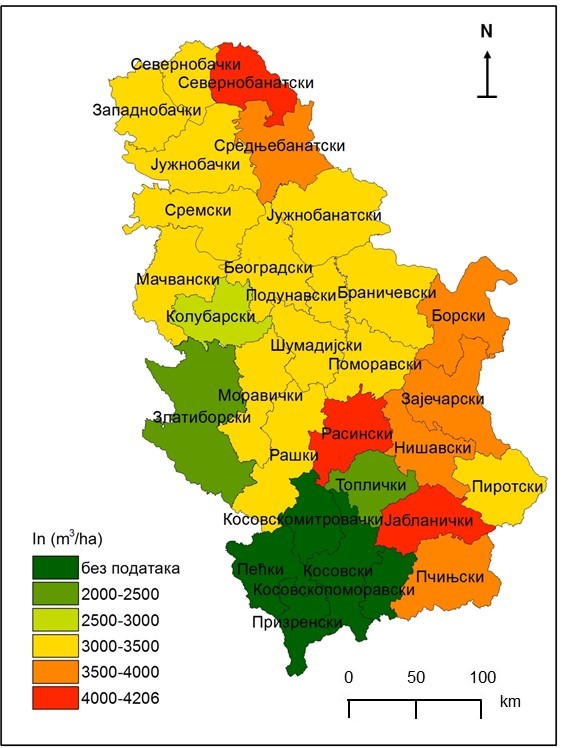 N
Севернобачки
Севернобанатски
Западнобачки
Средњебанатски
Јужнобачки
Сремски
Јужнобанатски
Београдски
Мачвански
Подунавски
Браничевски
Колубарски
Борски
Шумадијски
Поморавски
Моравички
Зајечарски
Златиборски
Расински
Нишавски
Рашки
Топлички
Пиротски
Косовскомитровачки
Јабланички
Пећки
Косовски
Пчињски
Косовскопоморавски
Призренски
In (m³/ha)
без података
2000-2500
2500-3000
3000-3500
3500-4000
4000-4206
0 50 100
km